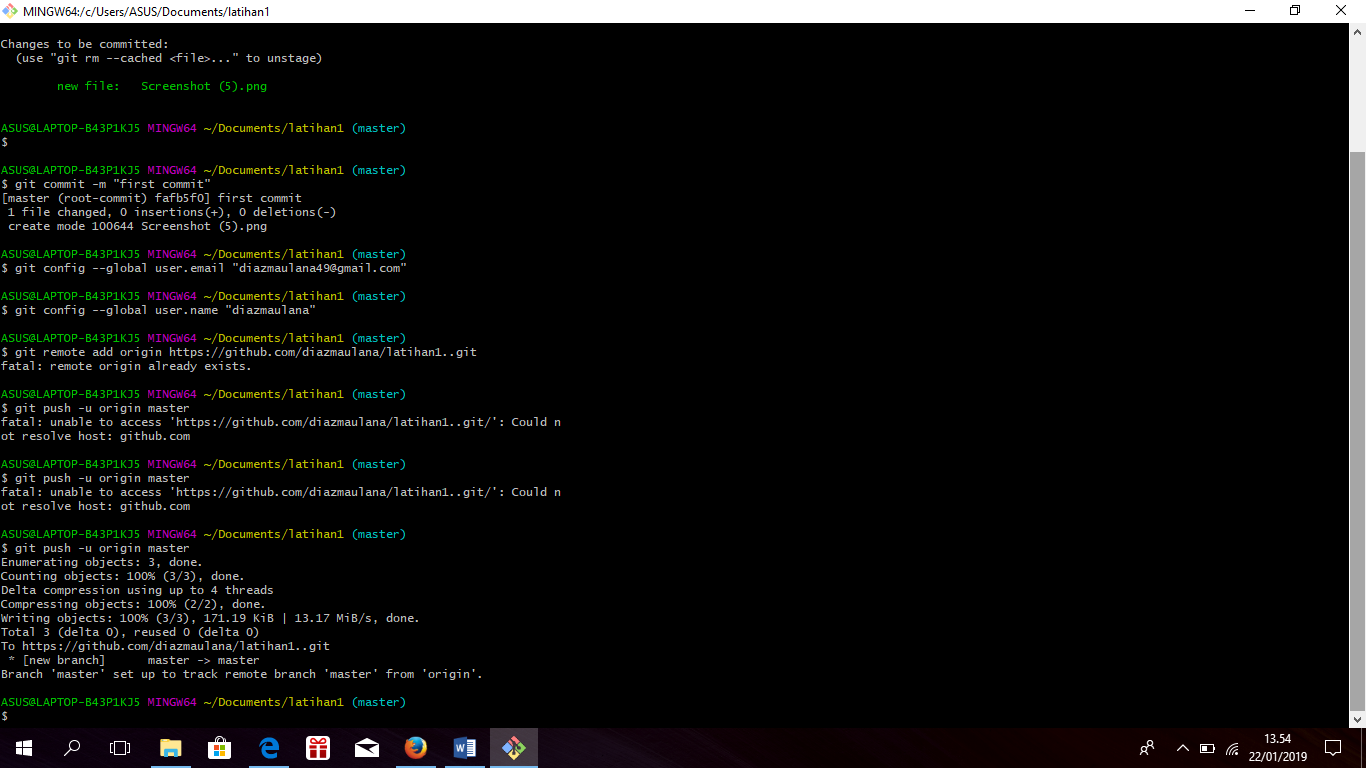 MINGW64:/c/Users/ASUS/Documents/latihan1
Changes to be committed:
  (use "git rm --cached <file>..." to unstage)
        new file:   Screenshot (5).png
ASUS@LAPTOP-B43P1KJ5 MINGW64 ~/Documents/latihan1 (master)
$
ASUS@LAPTOP-B43P1KJ5 MINGW64 ~/Documents/latihan1 (master)
$ git commit -m "first commit"
[master (root-commit) fafb5f0] first commit
 1 file changed, 0 insertions(+), 0 deletions(-)
 create mode 100644 Screenshot (5).png
ASUS@LAPTOP-B43P1KJ5 MINGW64 ~/Documents/latihan1 (master)
$ git config --global user.email "diazmaulana49@gmail.com"
ASUS@LAPTOP-B43P1KJ5 MINGW64 ~/Documents/latihan1 (master)
$ git config --global user.name "diazmaulana"
ASUS@LAPTOP-B43P1KJ5 MINGW64 ~/Documents/latihan1 (master)
$ git remote add origin https://github.com/diazmaulana/latihan1..git
fatal: remote origin already exists.
ASUS@LAPTOP-B43P1KJ5 MINGW64 ~/Documents/latihan1 (master)
$ git push -u origin master
fatal: unable to access 'https://github.com/diazmaulana/latihan1..git/': Could n
ot resolve host: github.com
ASUS@LAPTOP-B43P1KJ5 MINGW64 ~/Documents/latihan1 (master)
$ git push -u origin master
fatal: unable to access 'https://github.com/diazmaulana/latihan1..git/': Could n
ot resolve host: github.com
ASUS@LAPTOP-B43P1KJ5 MINGW64 ~/Documents/latihan1 (master)
$ git push -u origin master
Enumerating objects: 3, done.
Counting objects: 100% (3/3), done.
Delta compression using up to 4 threads
Compressing objects: 100% (2/2), done.
Writing objects: 100% (3/3), 171.19 KiB | 13.17 MiB/s, done.
Total 3 (delta 0), reused 0 (delta 0)
To https://github.com/diazmaulana/latihan1..git
 * [new branch]      master -> master
Branch 'master' set up to track remote branch 'master' from 'origin'.
ASUS@LAPTOP-B43P1KJ5 MINGW64 ~/Documents/latihan1 (master)
$
13.54
22/01/2019